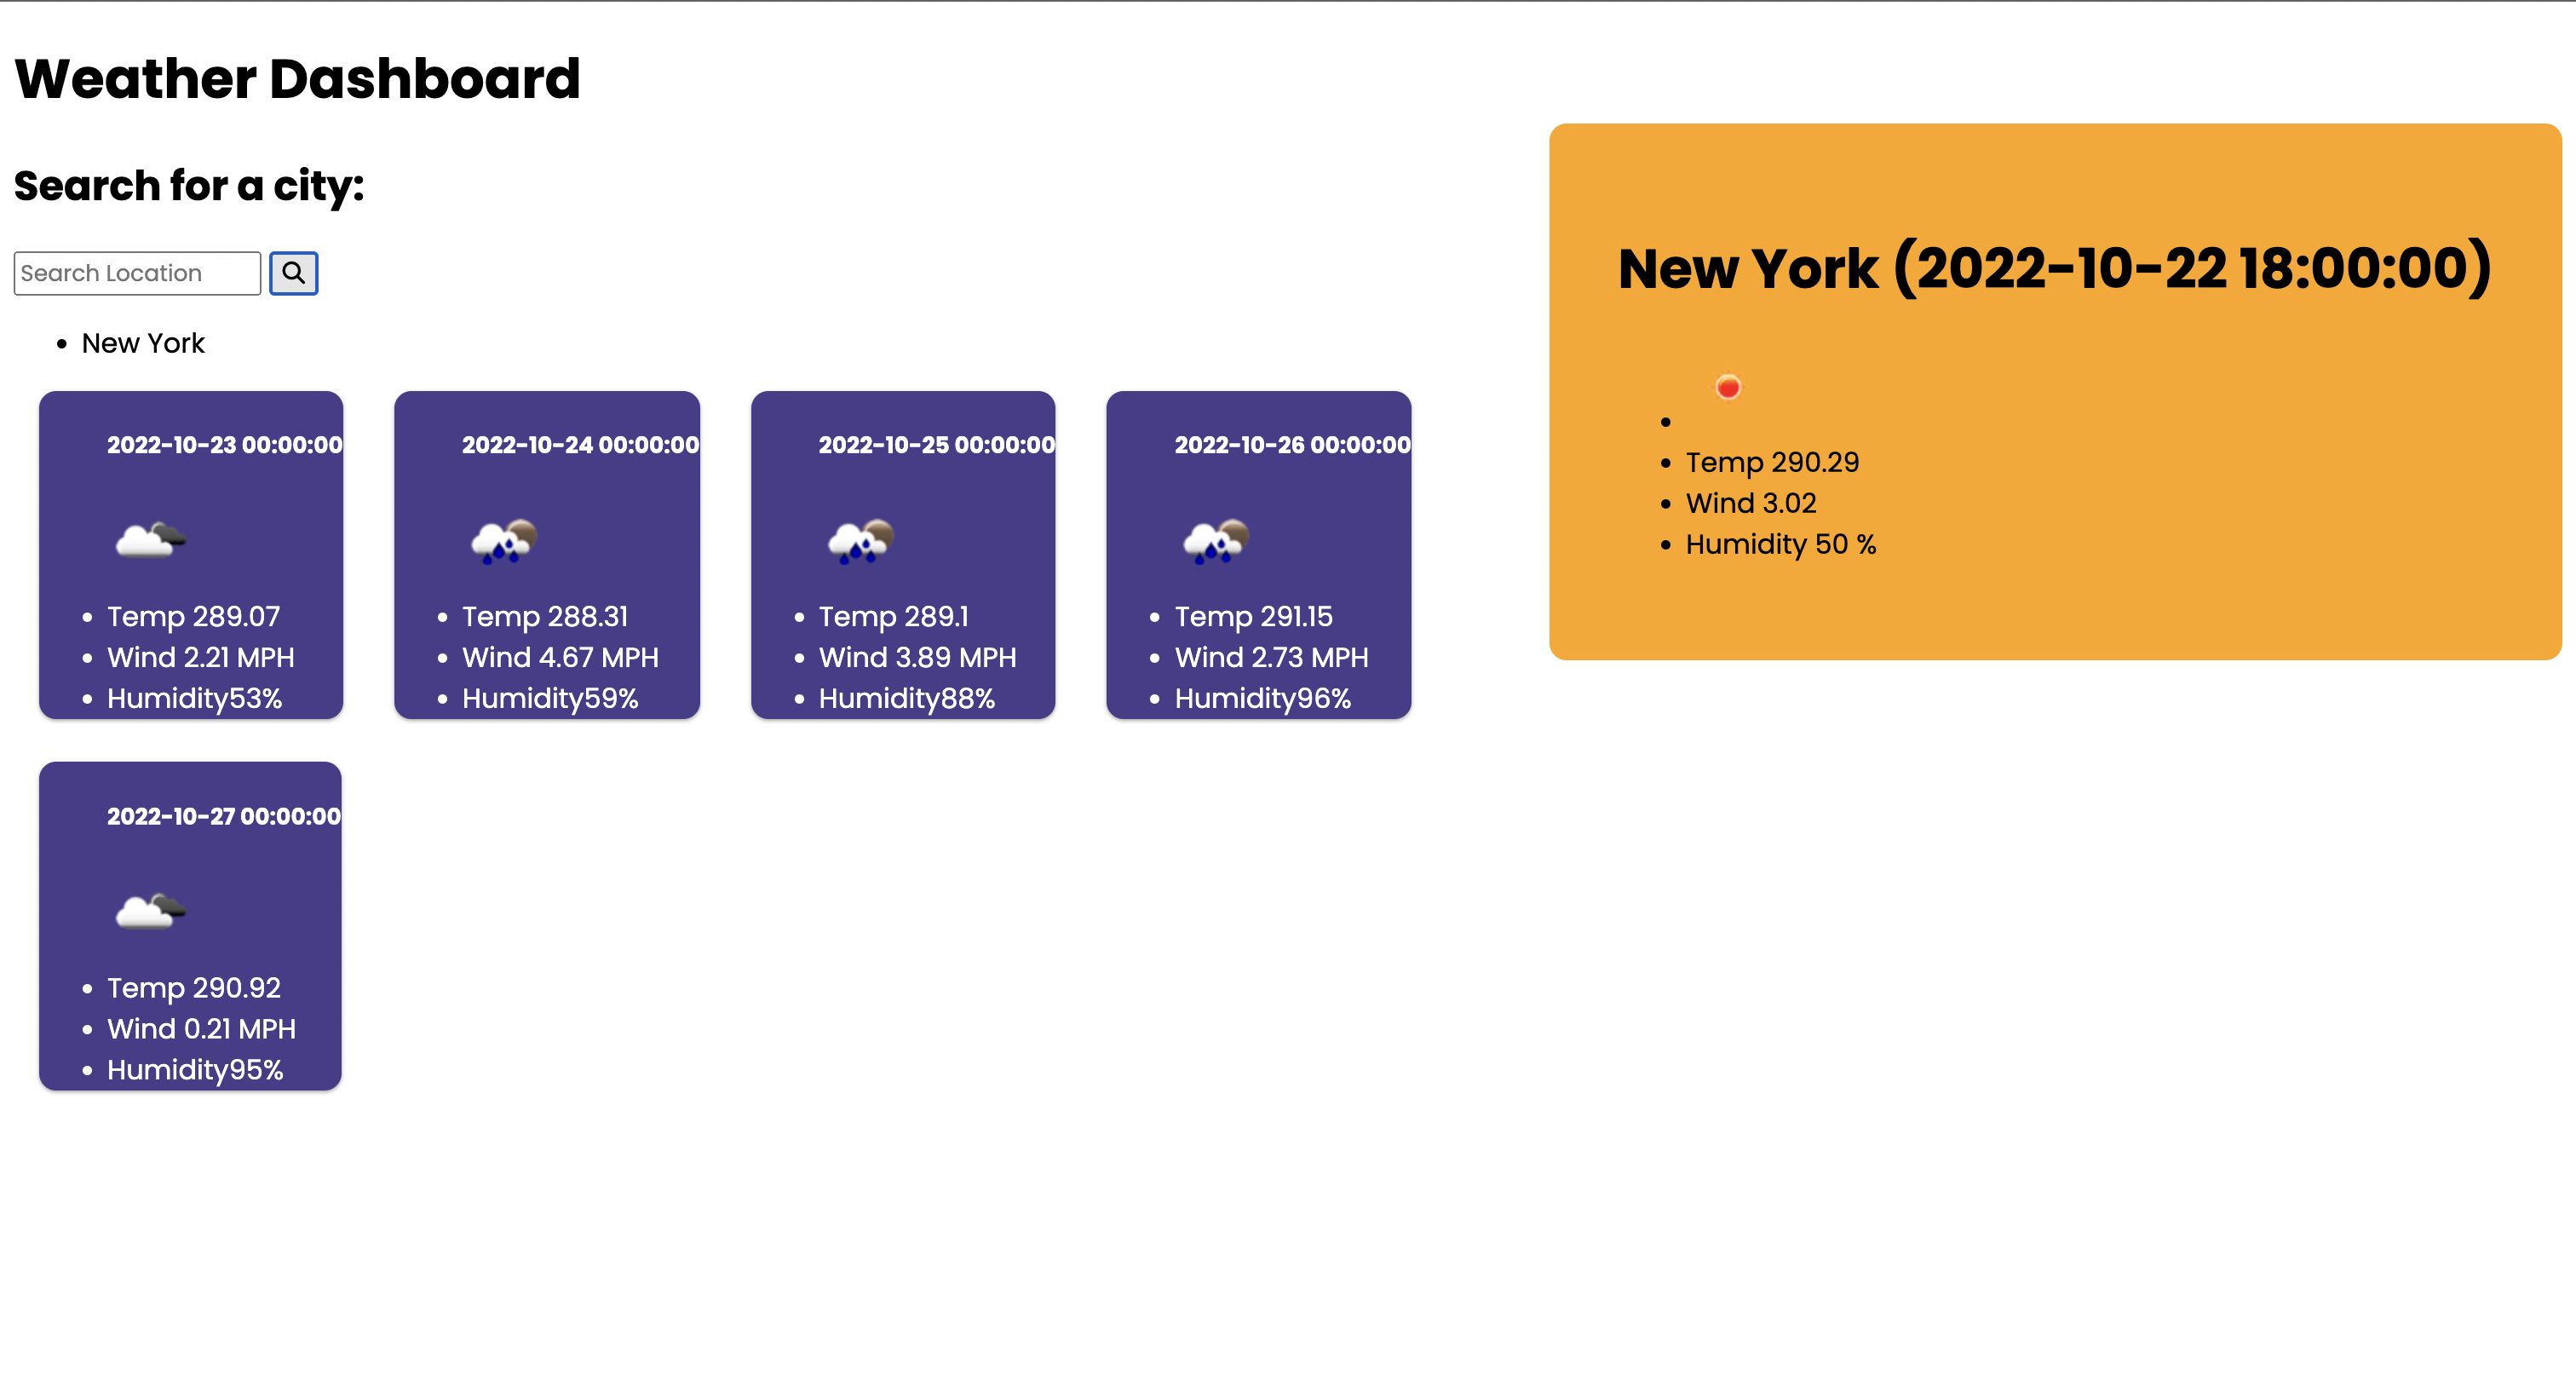 Weather Dashboard
Search for a city:
Search Location
• New York
2022-10-23 00:00:00
• Temp 289.07
• Wind 2.21 MPH
• Humidity53%
2022-10-24 00:00:00
• Temp 288.31
• Wind 4.67 MPH
• Humidity59%
2022-10-25 00:00:00
• Temp 289.1
• Wind 3.89 MPH
• Humidity88%
2022-10-26 00:00:00
• Temp 291.15
• Wind 2.73 MPH
• Humidity96%
2022-10-27 00:00:00
• Temp 290.92
• Wind 0.21 MPH
• Humidity95%
New York (2022-10-22 18:00:00)
• Temp 290.29
• Wind 3.02
• Humidity 50 %